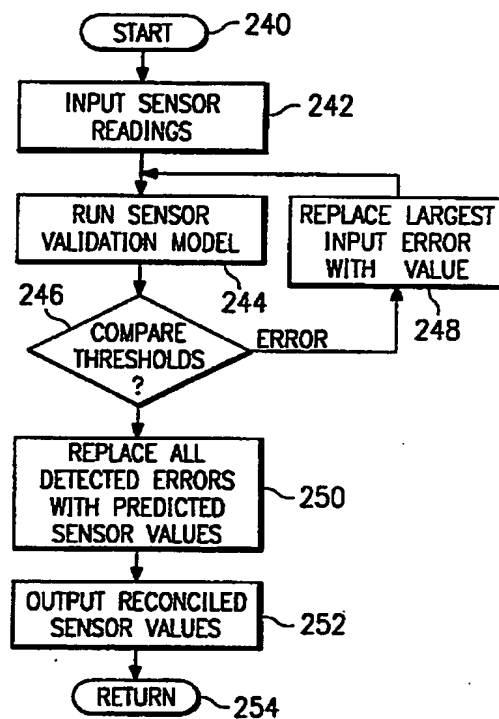 START
240
INPUT SENSOR
READINGS
242
RUN SENSOR
VALIDATION MODEL
244
REPLACE LARGEST
INPUT ERROR
WITH VALUE
248
246
COMPARE
THRESHOLDS
?
ERROR
REPLACE ALL
DETECTED ERRORS
WITH PREDICTED
SENSOR VALUES
250
OUTPUT RECONCILED
SENSOR VALUES
252
RETURN
254